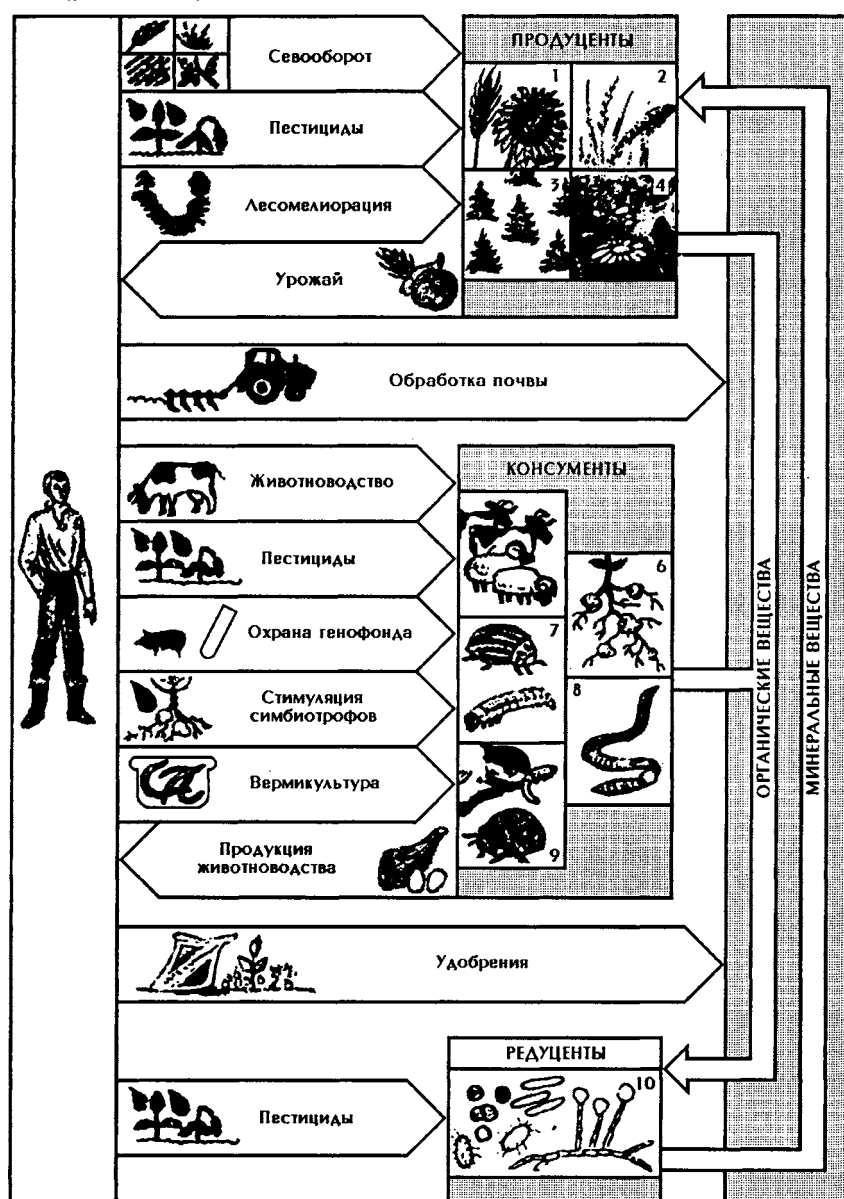 Севооборот
ПРОДУЦЕНТЫ
1
2
Пестициды
3
4
Лесомелиорация
Урожай
Обработка почвы
Животноводство
КОНСУМЕНТЫ
Пестициды
6
Охрана генофонда
7
Стимуляция
симбиотрофов
8
Вермикультура
Продукция
животноводства
9
ОРГАНИЧЕСКИЕ ВЕЩЕСТВА
МИНЕРАЛЬНЫЕ ВЕЩЕСТВА
Удобрения
РЕДУЦЕНТЫ
10
Пестициды